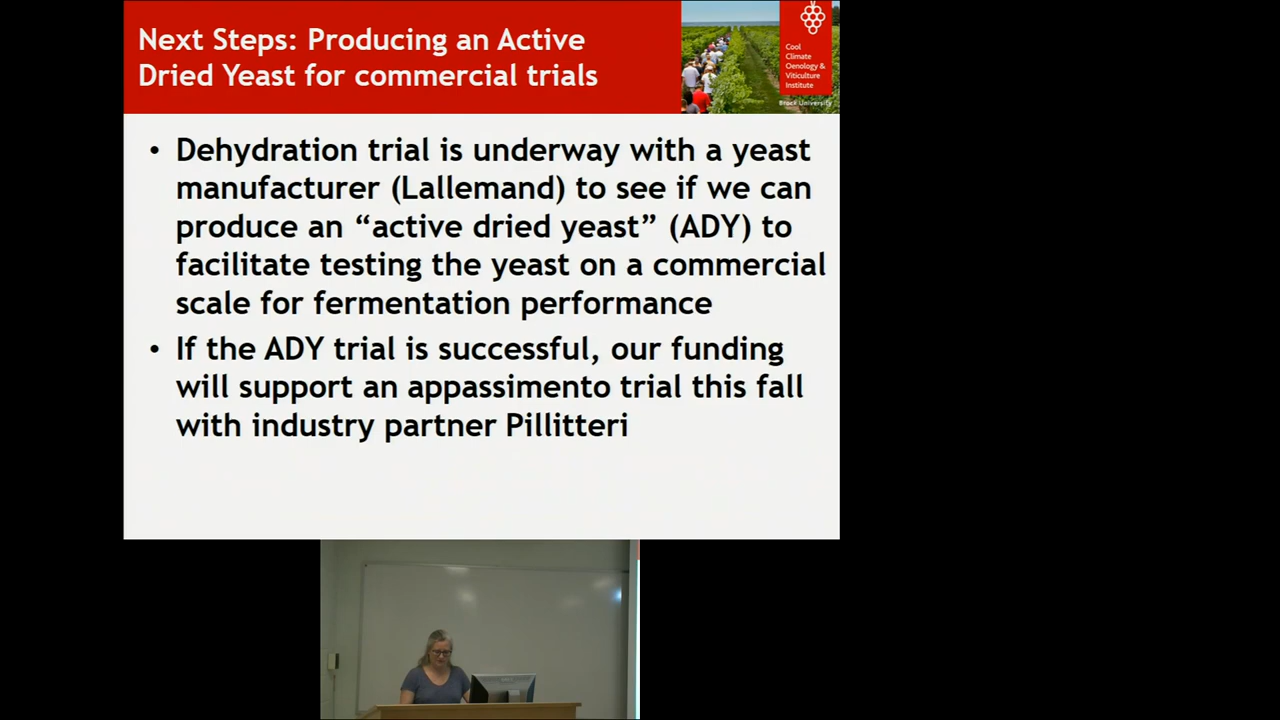 Next Steps: Producing an Active
Dried Yeast for commercial trials
Cool
Climate
Oenology &
Viticulture
Institute
Brock University
• Dehydration trial is underway with a yeast
manufacturer (Lallemand) to see if we can
produce an “active dried yeast” (ADY) to
facilitate testing the yeast on a commercial
scale for fermentation performance
• If the ADY trial is successful, our funding
will support an appassimento trial this fall
with industry partner Pillitteri